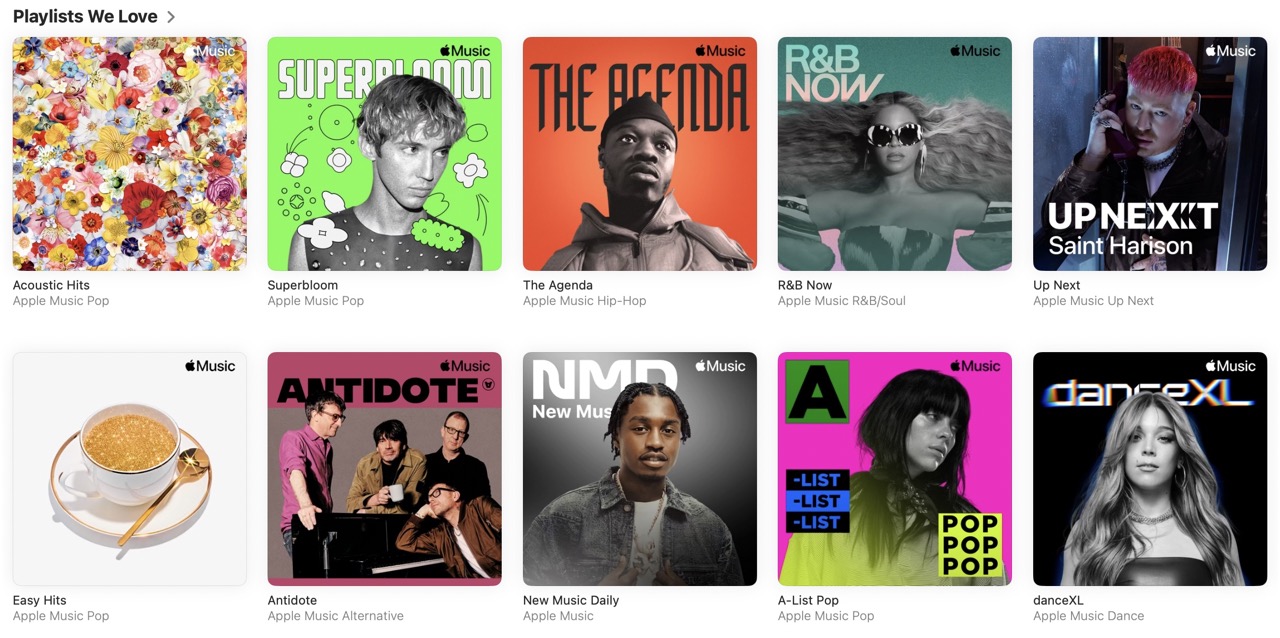 Playlists We Love
Music
Music
SUPERBLOOM
Music
THE AGENDA
Music
R&B
NOW
Music
UP NEXT
Saint Harison
Acoustic Hits
Apple Music Pop
Superbloom
Apple Music Pop
The Agenda
Apple Music Hip-Hop
R&B Now
Apple Music R&B/Soul
Up Next
Apple Music Up Next
Music
Music
ANTIDOTE
Music
NMD
New Mus
Music
A
-LIST
-LIST
-LIST
POP
POP
POP
Music
danceXL
Easy Hits
Apple Music Pop
Antidote
Apple Music Alternative
New Music Daily
Apple Music
A-List Pop
Apple Music Pop
danceXL
Apple Music Dance